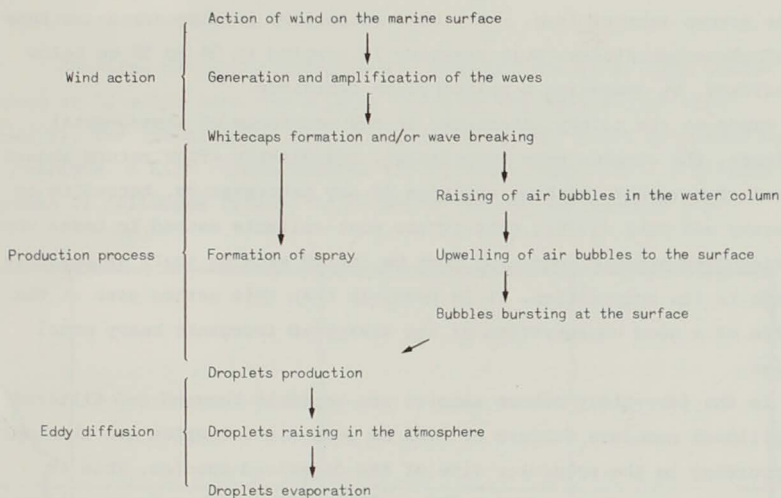 Action of wind on the marine surface
Wind action
Generation and amplification of the waves
Whitecaps formation and/or wave breaking
Raising of air bubbles in the water column
Production process
Formation of spray
Upwelling of air bubbles to the surface
Bubbles bursting at the surface
Droplets production
Eddy diffusion
Droplets raising in the atmosphere
Droplets evaporation